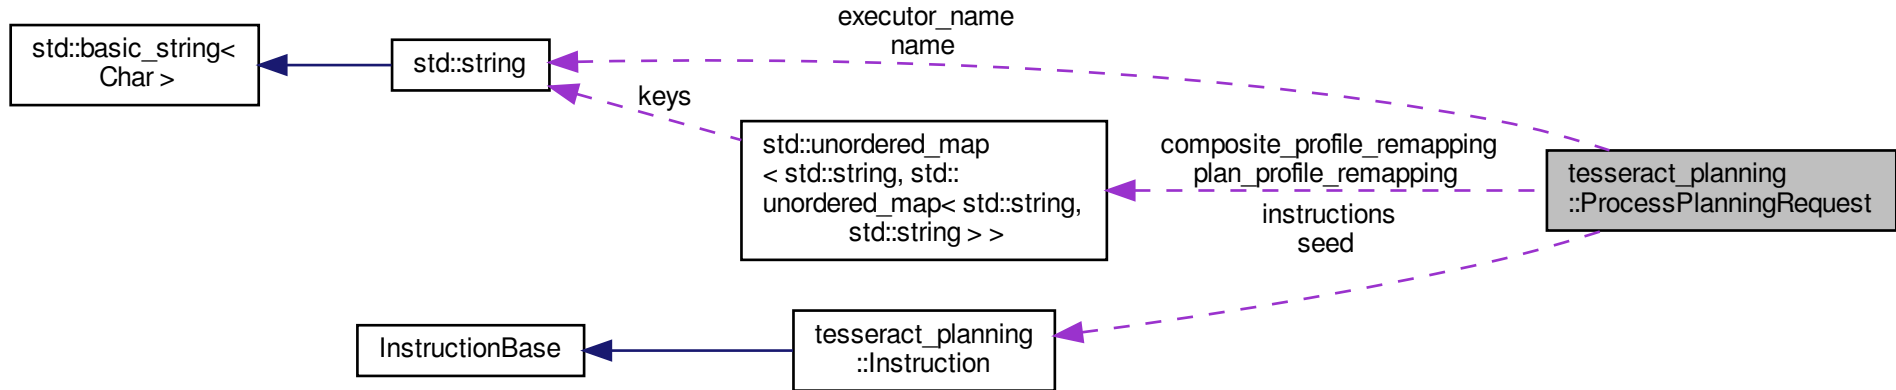 executor_name
name
std::basic_string<
Char >
std::string
keys
std::unordered_map
< std::string, std::
unordered_map< std::string,
std::string > >
composite_profile_remapping
plan_profile_remapping
instructions
seed
tesseract_planning
::ProcessPlanningRequest
InstructionBase
tesseract_planning
::Instruction